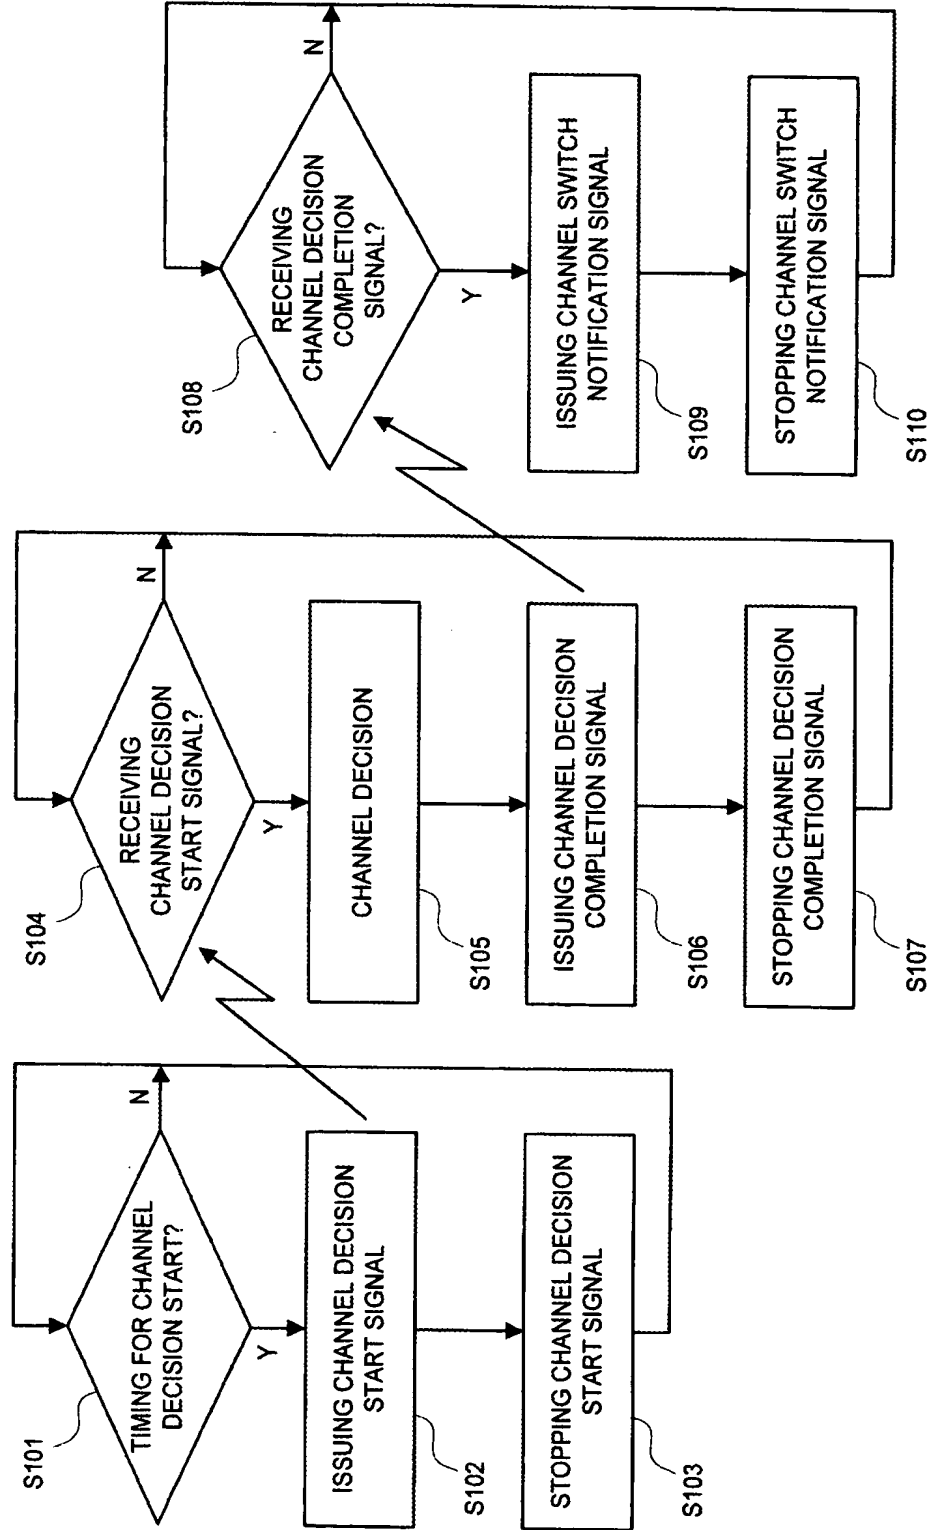 S101
TIMING FOR CHANNEL
DECISION START?
N
Y
ISSUING CHANNEL DECISION
START SIGNAL
S102
STOPPING CHANNEL DECISION
START SIGNAL
S103
S104
RECEIVING
CHANNEL DECISION
START SIGNAL?
N
Y
CHANNEL DECISION
S105
ISSUING CHANNEL DECISION
COMPLETION SIGNAL
S106
STOPPING CHANNEL DECISION
COMPLETION SIGNAL
S107
S108
RECEIVING
CHANNEL DECISION
COMPLETION
SIGNAL?
N
Y
ISSUING CHANNEL SWITCH
NOTIFICATION SIGNAL
S109
STOPPING CHANNEL SWITCH
NOTIFICATION SIGNAL
S110